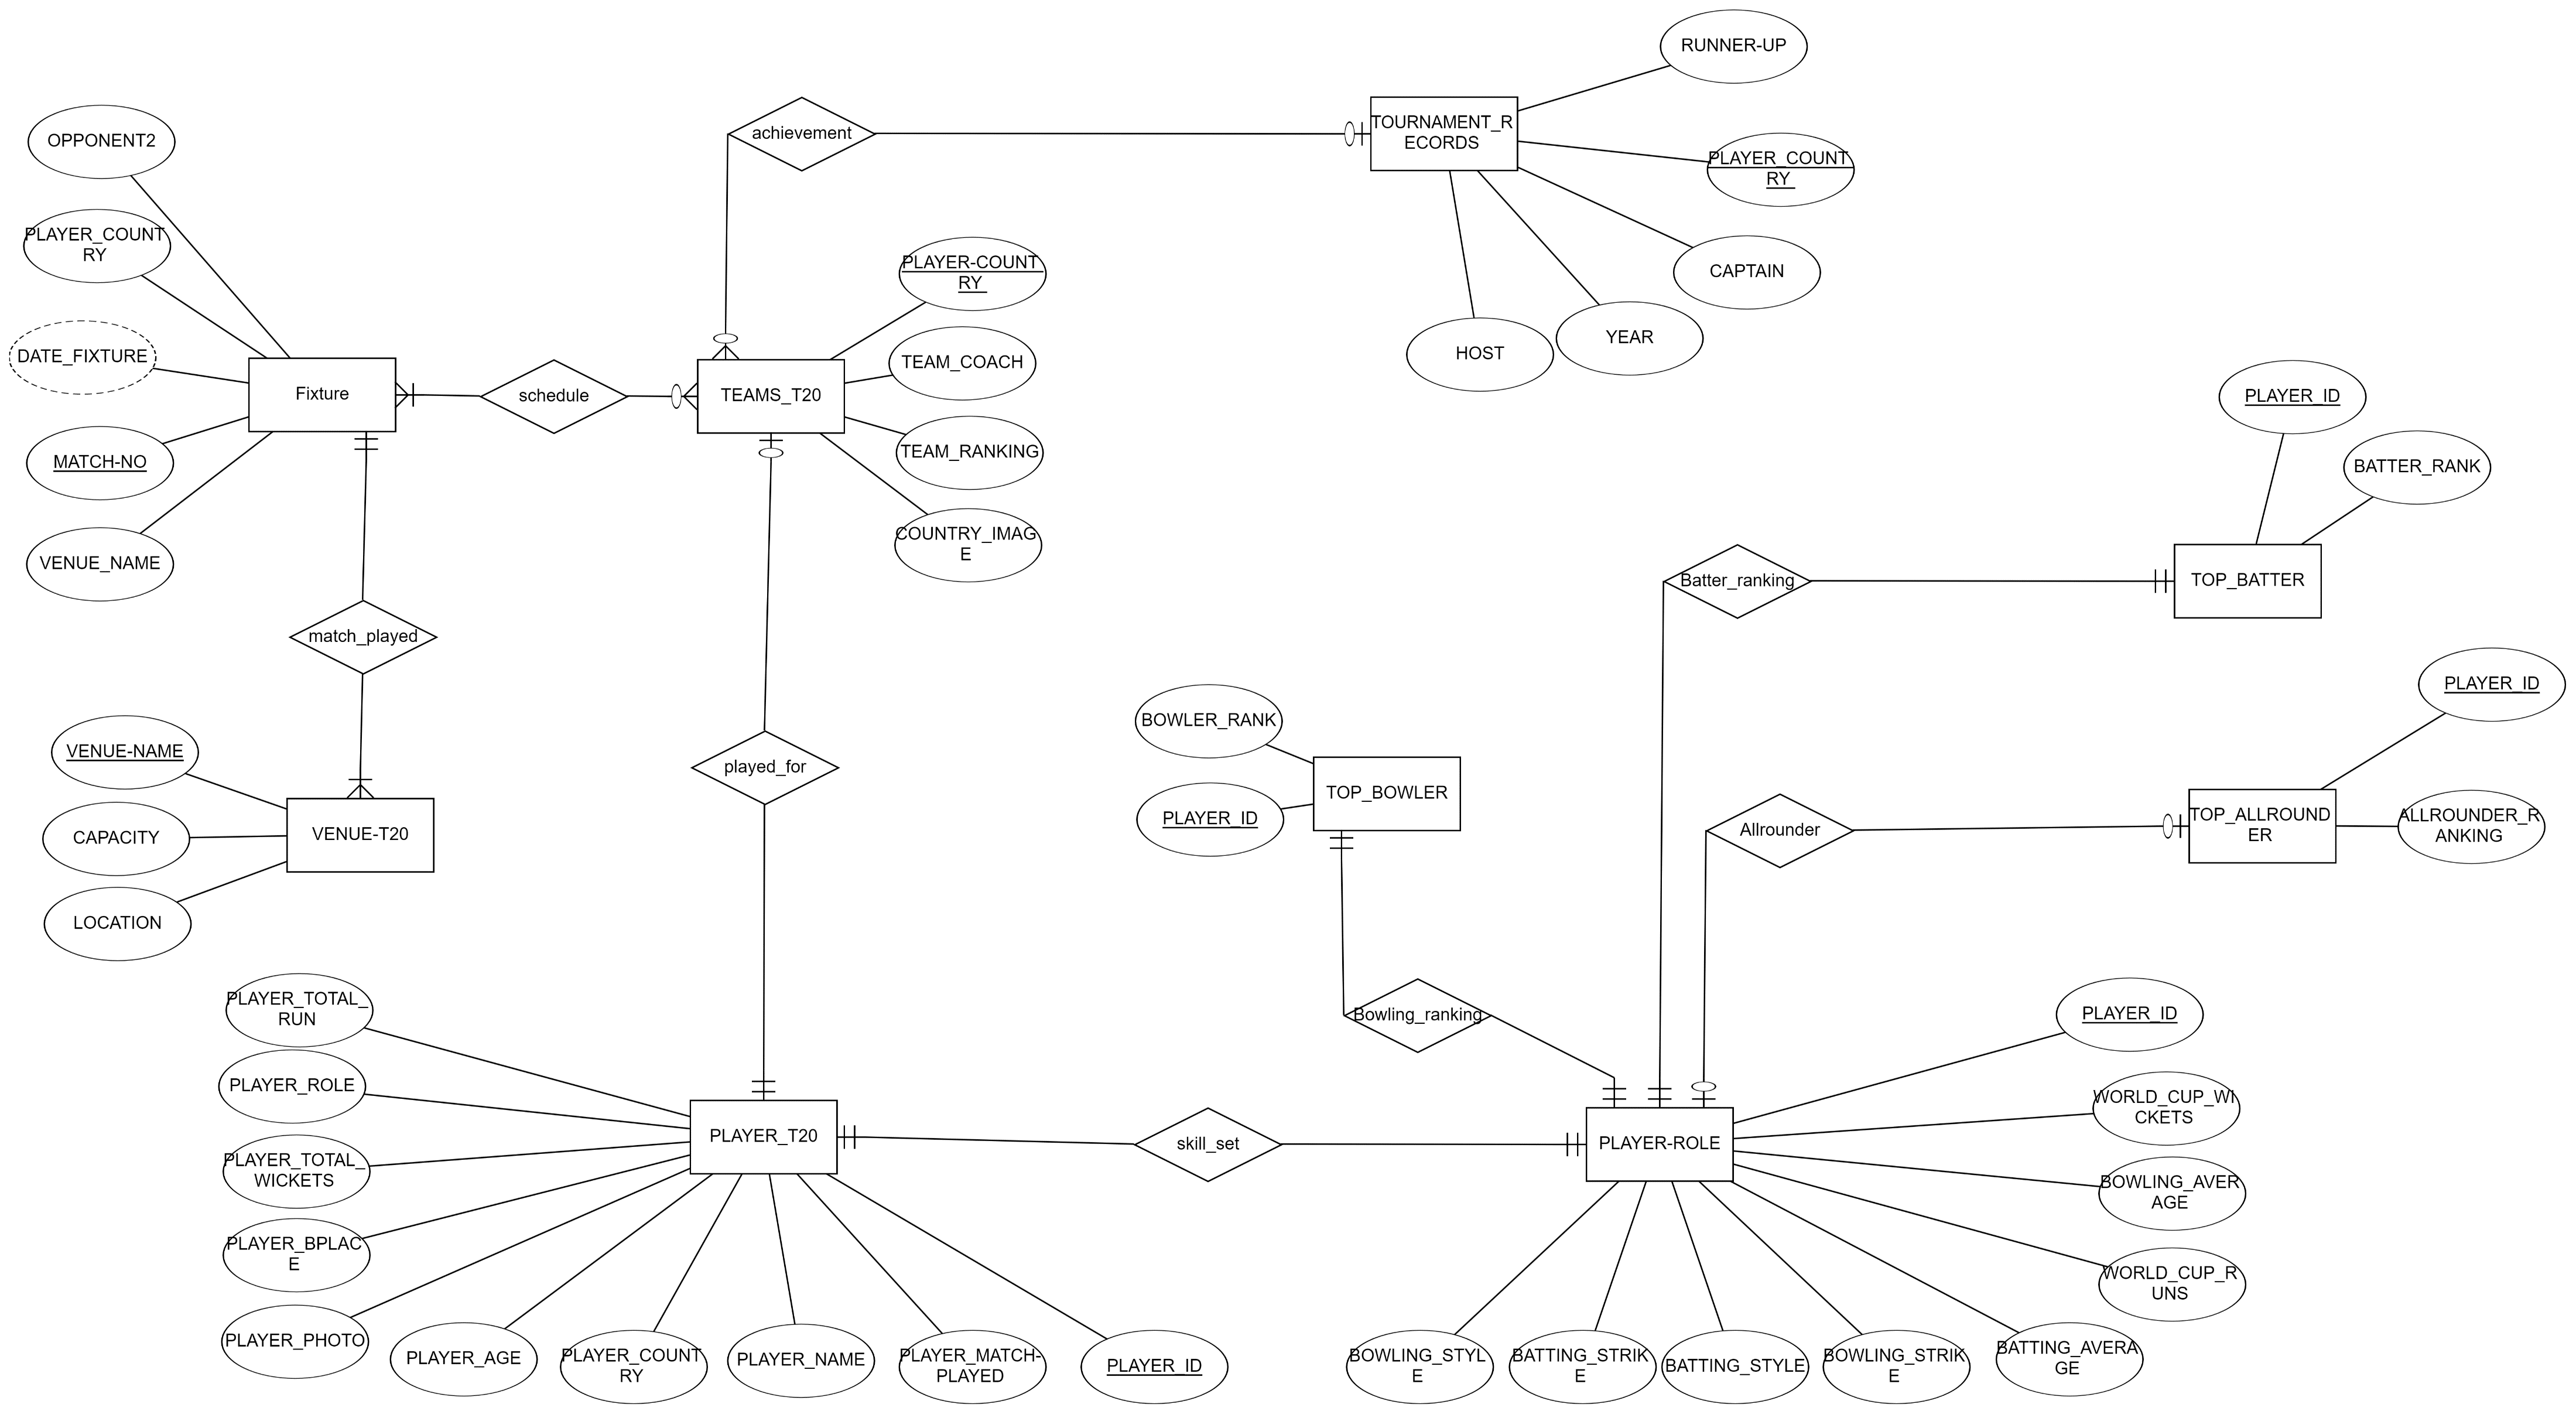 RUNNER-UP
OPPONENT2
achievement
TOURNAMENT_R
ECORDS
PLAYER_COUNT
RY
PLAYER_COUNTRY
RY
PLAYER-COUNT
RY
CAPTAIN
DATE_FIXTURE
Fixture
schedule
TEAMS_T20
TEAM_COACH
HOST
YEAR
PLAYER_ID
MATCH-NO
TEAM_RANKING
BATTER_RANK
VENUE_NAME
COUNTRY_IMAG
E
Batter_ranking
TOP_BATTER
match_played
PLAYER_ID
BOWLER_RANK
VENUE-NAME
played_for
TOP_BOWLER
PLAYER_ID
CAPACITY
VENUE-T20
Allrounder
TOP_ALLROUND
ER
ALLROUNDER_R
ANKING
LOCATION
PLAYER_TOTAL_
RUN
Bowling_ranking
PLAYER_ID
PLAYER_ROLE
WORLD_CUP_WI
CKETS
PLAYER_T20
skill_set
PLAYER-ROLE
PLAYER_TOTAL_
WICKETS
BOWLING_AVER
AGE
PLAYER_BPLAC
E
WORLD_CUP_R
UNS
PLAYER_PHOTO
PLAYER_AGE
PLAYER_COUNT
RY
PLAYER_NAME
PLAYER_MATCH-
PLAYED
PLAYER_ID
BOWLING_STYL
E
BATTING_STRIK
E
BATTING_STYLE
BOWLING_STRIK
E
BATTING_AVERA
GE